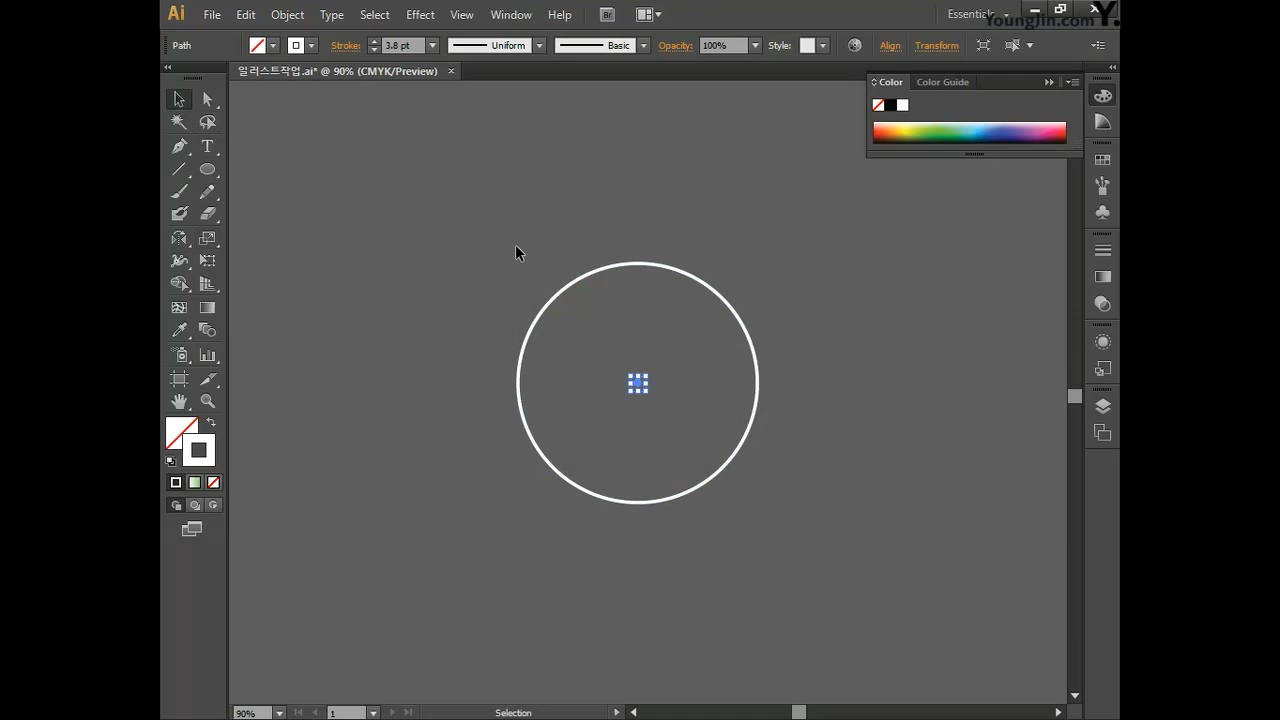 Ai File Edit Object Type Select Effect View Window Help Br Essentials
YoungJin.com Y.
Path Stroke: 3.8 pt Uniform Basic Opacity: 100% Style: Align Transform
일러스트작업.ai* @ 90% (CMYK/Preview) ×
Color Color Guide
T
90% 1 Selection